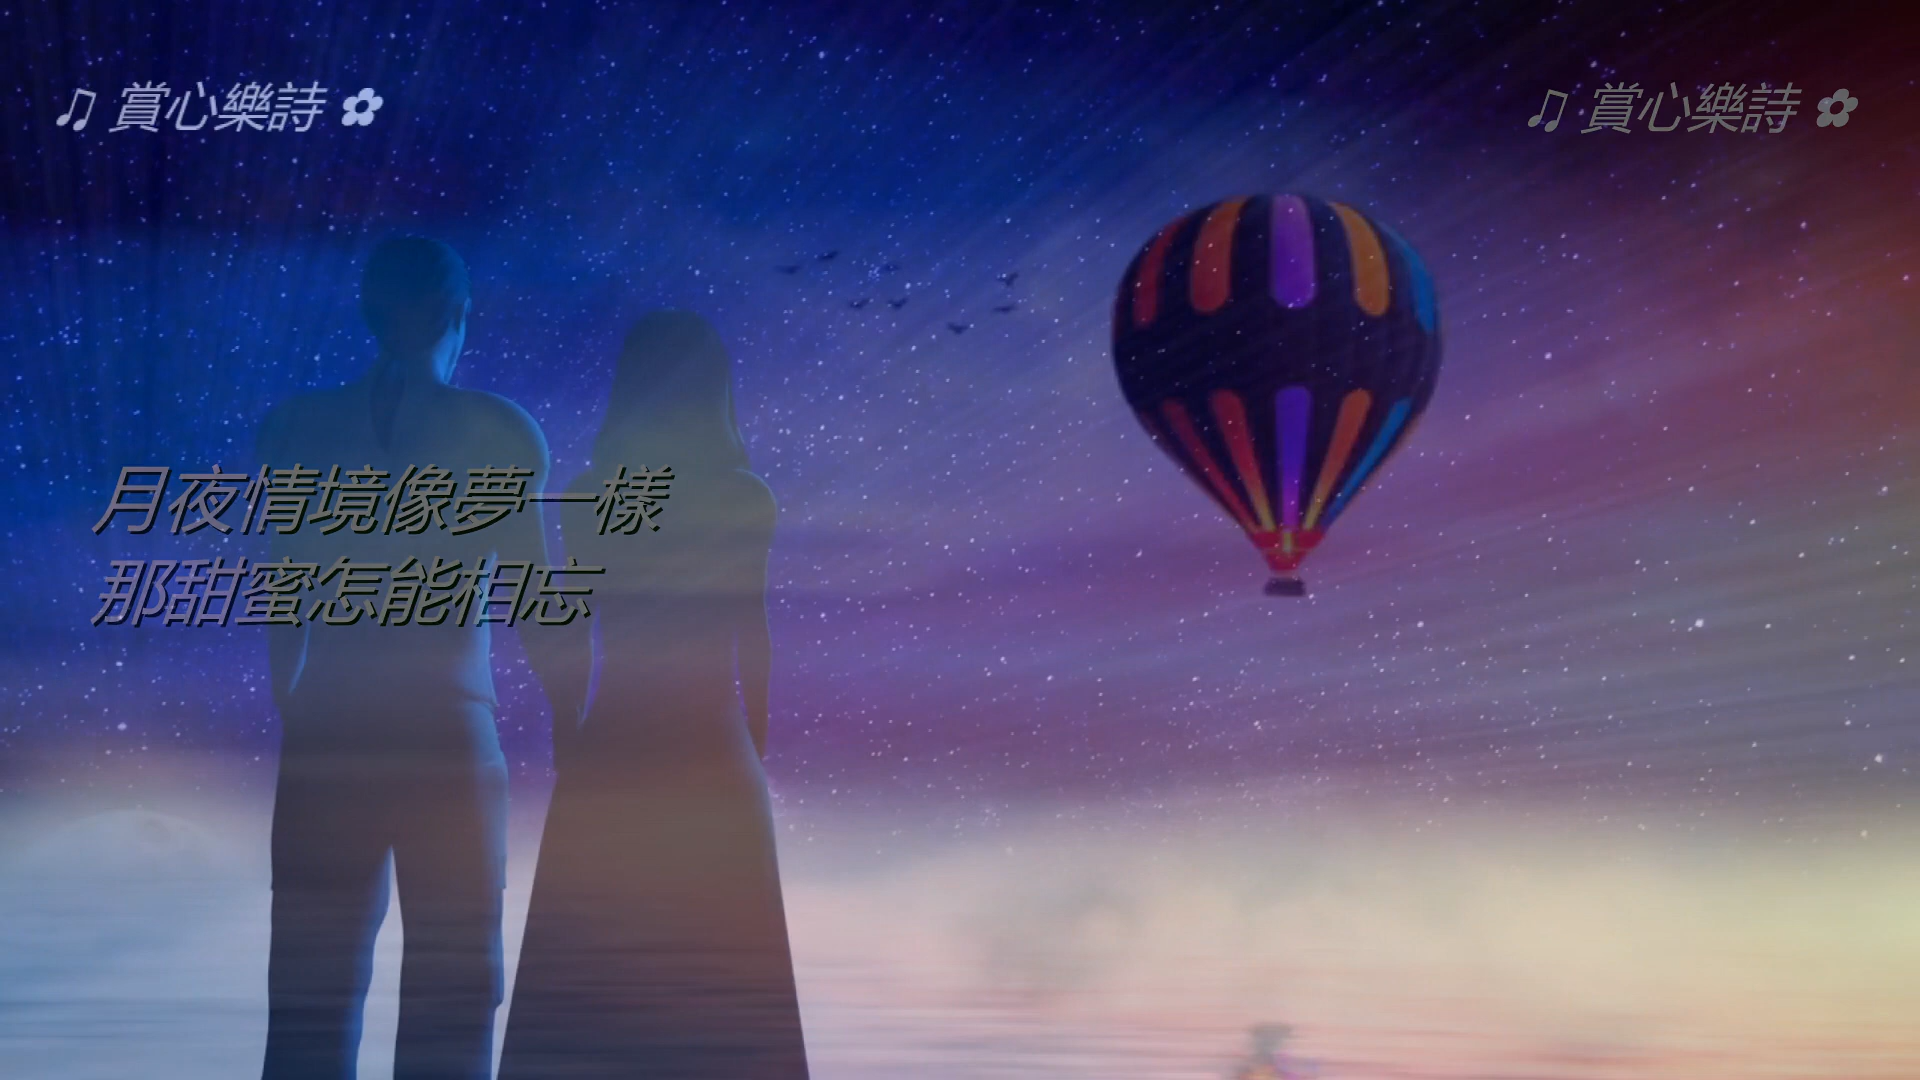 ♫ 賞心樂詩 ✿
♫ 賞心樂詩 ✿
月夜情境像夢一樣
那甜蜜怎能相忘